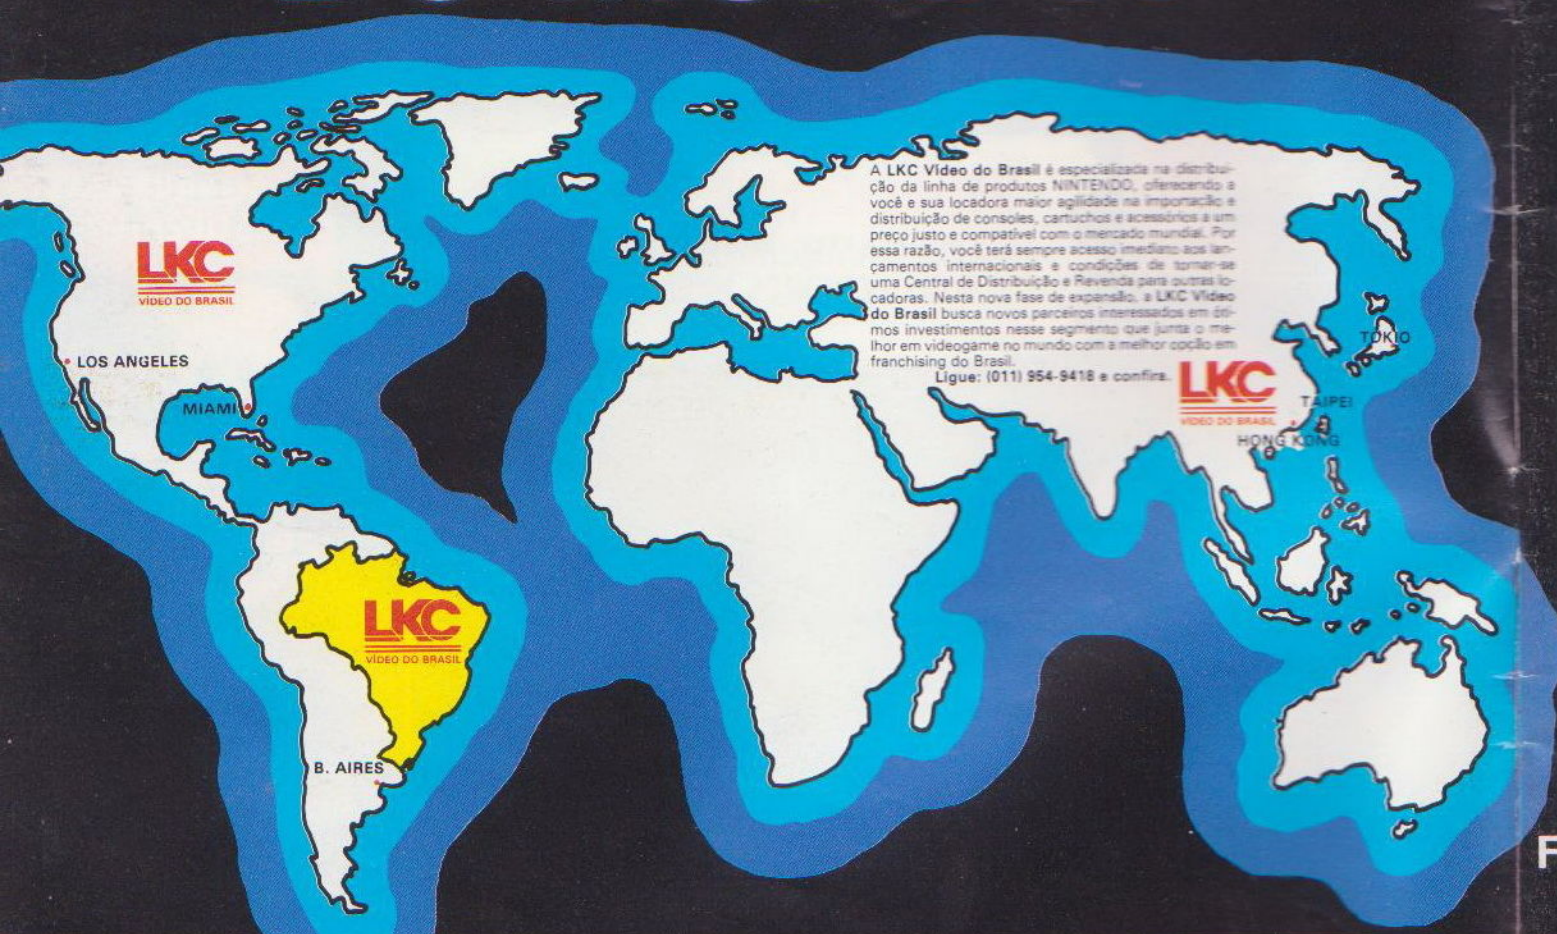 A LKC Vídeo do Brasil é especializada na distribui-
ção da linha de produtos NINTENDO, oferecendo a
você e sua locadora maior agilidade na importação e
distribuição de consoles, cartuchos e acessórios a um
preço justo e compatível com o mercado mundial. Por
essa razão, você terá sempre acesso imediato aos lan-
çamentos internacionais e condições de tornar-se
uma Central de Distribuição e Revenda para outras lo-
cadoras. Nesta nova fase de expansão, a LKC Vídeo
do Brasil busca novos parceiros interessados em óti-
mos investimentos nesse segmento que junta o me-
lhor em videogame no mundo com a melhor opção em
franchising do Brasil.
Ligue: (011) 954-9418 e confira.
LKC
VÍDEO DO BRASIL
LOS ANGELES
MIAMI
LKC
VÍDEO DO BRASIL
TOKIO
TAIPEI
HONG KONG
LKC
VÍDEO DO BRASIL
B. AIRES
F